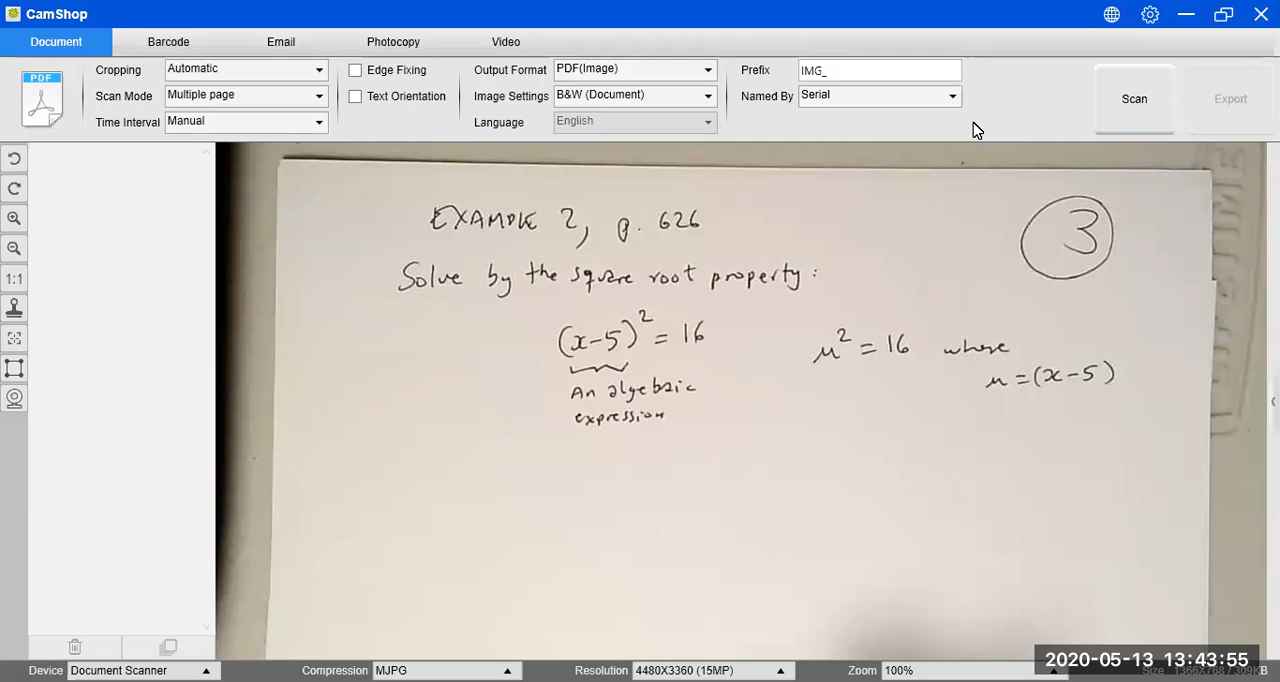 CamShop
Document Barcode Email Photocopy Video
PDF
Cropping Automatic
Scan Mode Multiple page
Time Interval Manual
Edge Fixing
Text Orientation
Output Format PDF(Image)
Image Settings B&W (Document)
Language English
Prefix IMG_
Named By Serial
Scan
Export
1:1
EXAMPLE 2, p. 626
3
Solve by the square root property:
(x-5)² = 16
An algebraic
expression
u² = 16 where
u = (x-5)
2020-05-13 13:43:55
Device Document Scanner Compression MJPG Resolution 4480X3360 (15MP) Zoom 100%